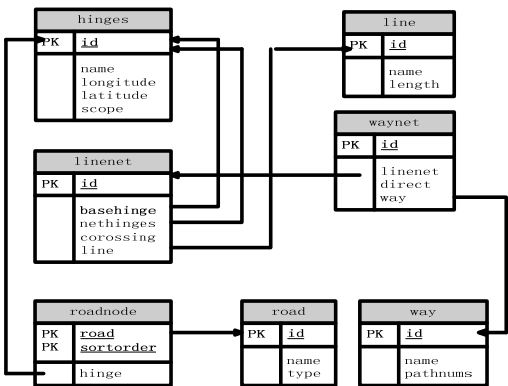 hinges
PK id
name
longitude
latitude
scope
line
PK id
name
length
linenet
PK id
basehinge
nethinges
corossing
line
waynet
PK id
linenet
direct
way
roadnode
PK road
PK sortorder
hinge
road
PK id
name
type
way
PK id
name
pathnums